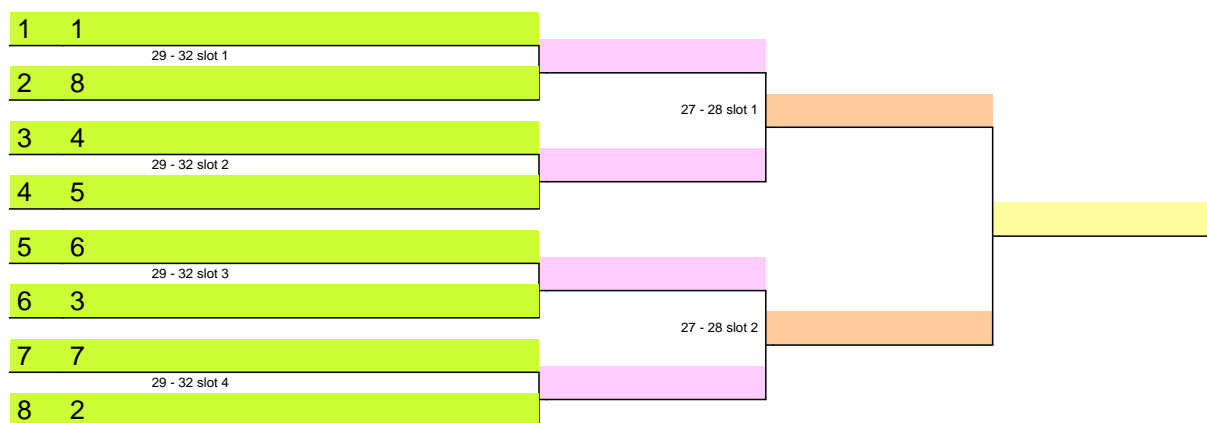 1 1
29 - 32 slot 1
2 8
27 - 28 slot 1
3 4
29 - 32 slot 2
4 5
5 6
29 - 32 slot 3
6 3
27 - 28 slot 2
7 7
29 - 32 slot 4
8 2